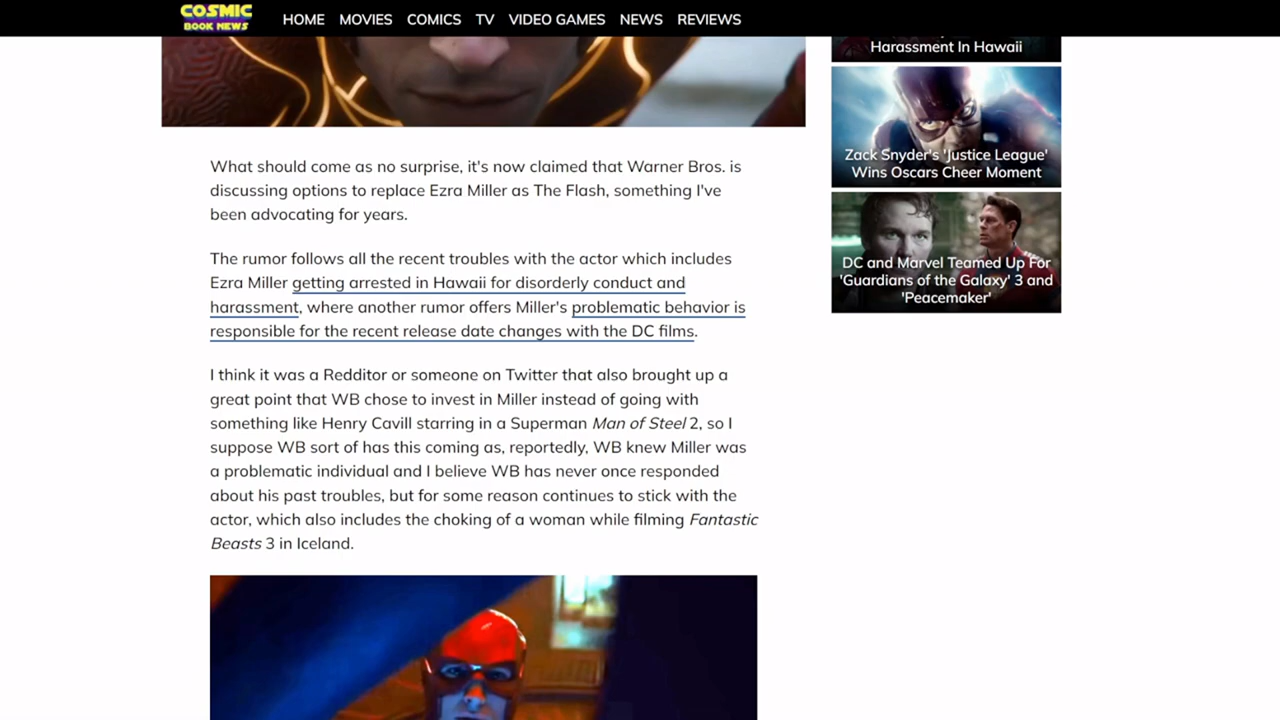 COSMIC
BOOK NEWS
HOME MOVIES COMICS TV VIDEO GAMES NEWS REVIEWS
What should come as no surprise, it's now claimed that Warner Bros. is
discussing options to replace Ezra Miller as The Flash, something I've
been advocating for years.
The rumor follows all the recent troubles with the actor which includes
Ezra Miller getting arrested in Hawaii for disorderly conduct and
harassment, where another rumor offers Miller's problematic behavior is
responsible for the recent release date changes with the DC films.
I think it was a Redditor or someone on Twitter that also brought up a
great point that WB chose to invest in Miller instead of going with
something like Henry Cavill starring in a Superman Man of Steel 2, so I
suppose WB sort of has this coming as, reportedly, WB knew Miller was
a problematic individual and I believe WB has never once responded
about his past troubles, but for some reason continues to stick with the
actor, which also includes the choking of a woman while filming Fantastic
Beasts 3 in Iceland.
Harassment In Hawaii
Zack Snyder's 'Justice League'
Wins Oscars Cheer Moment
DC and Marvel Teamed Up For
'Guardians of the Galaxy' 3 and
'Peacemaker'